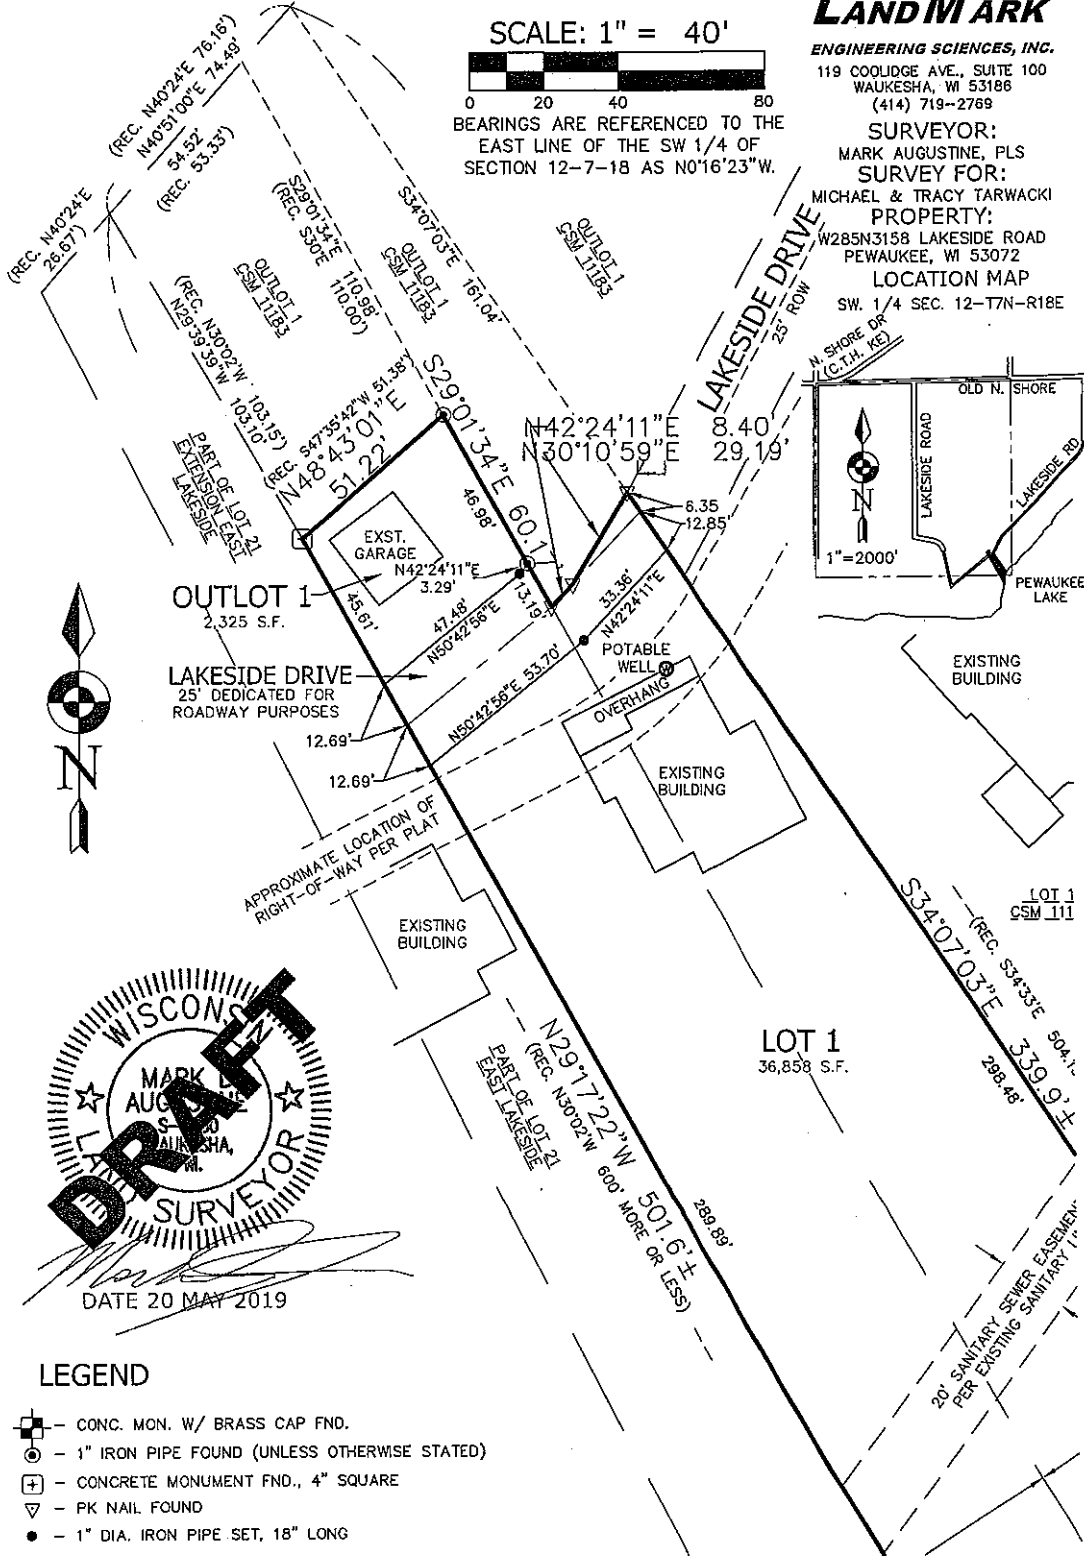 SCALE: 1" = 40'
0 20 40 80
BEARINGS ARE REFERENCED TO THE
EAST LINE OF THE SW 1/4 OF
SECTION 12-7-18 AS N0°16'23"W.
LANDMARK
ENGINEERING SCIENCES, INC.
119 COOLIDGE AVE., SUITE 100
WAUKESHA, WI 53186
(414) 719--2769
SURVEYOR:
MARK AUGUSTINE, PLS
SURVEY FOR:
MICHAEL & TRACY TARWACKI
PROPERTY:
W285N3158 LAKESIDE ROAD
PEWAUKEE, WI 53072
LOCATION MAP
SW. 1/4 SEC. 12-T7N-R18E
N. SHORE DR
(C.T.H. KE)
OLD N. SHORE
LAKESIDE ROAD
LAKESIDE RD
N
1"=2000'
PEWAUKEE
LAKE
(REC. N40°24'E 76.16')
N40°51'00"E 74.49'
54.52'
(REC. 53.33')
(REC. N40°24'E
26.67')
OUTLOT 1
CSM 11183
S29°01'34"E 110.98'
(REC. S30°E 110.00')
OUTLOT 1
CSM 11183
S34°07'03"E 161.04'
OUTLOT 1
CSM 11183
LAKESIDE DRIVE
25' ROW
(REC. N30°02'W 103.15')
N29°39'39"W 103.10'
PART OF LOT 21
EXTENSION EAST
LAKESIDE
(REC. S47°35'42"W 51.38')
N48°43'01"E
51.22'
S29°01'34"E 60.1
46.98'
N42°24'11"E 8.40'
N30°10'59"E 29.19'
6.35
12.85'
EXST.
GARAGE
N42°24'11"E
3.29'
13.19'
OUTLOT 1
2,325 S.F.
45.61'
47.48'
N50°42'56"E
33.36'
N42°24'11"E
LAKESIDE DRIVE
25' DEDICATED FOR
ROADWAY PURPOSES
N50°42'56"E 53.70'
12.69'
12.69'
POTABLE
WELL
OVERHANG
EXISTING
BUILDING
EXISTING
BUILDING
N
APPROXIMATE LOCATION OF
RIGHT-OF-WAY PER PLAT
EXISTING
BUILDING
LOT 1
CSM 111
S34°07'03"E 339.9'±
(REC. S34°33'E
298.48'
LOT 1
36,858 S.F.
N29°17'22"W 501.6'±
(REC. N30°02'W 600' MORE OR LESS)
289.89'
PART OF LOT 21
EAST LAKESIDE
20' SANITARY SEWER EASEMENT
PER EXISTING SANITARY
WISCONSIN
MARK
LAND SURVEYOR
DRAFT
DATE 20 MAY 2019
LEGEND
– CONC. MON. W/ BRASS CAP FND.
– 1" IRON PIPE FOUND (UNLESS OTHERWISE STATED)
– CONCRETE MONUMENT FND., 4" SQUARE
– PK NAIL FOUND
– 1" DIA. IRON PIPE SET, 18" LONG